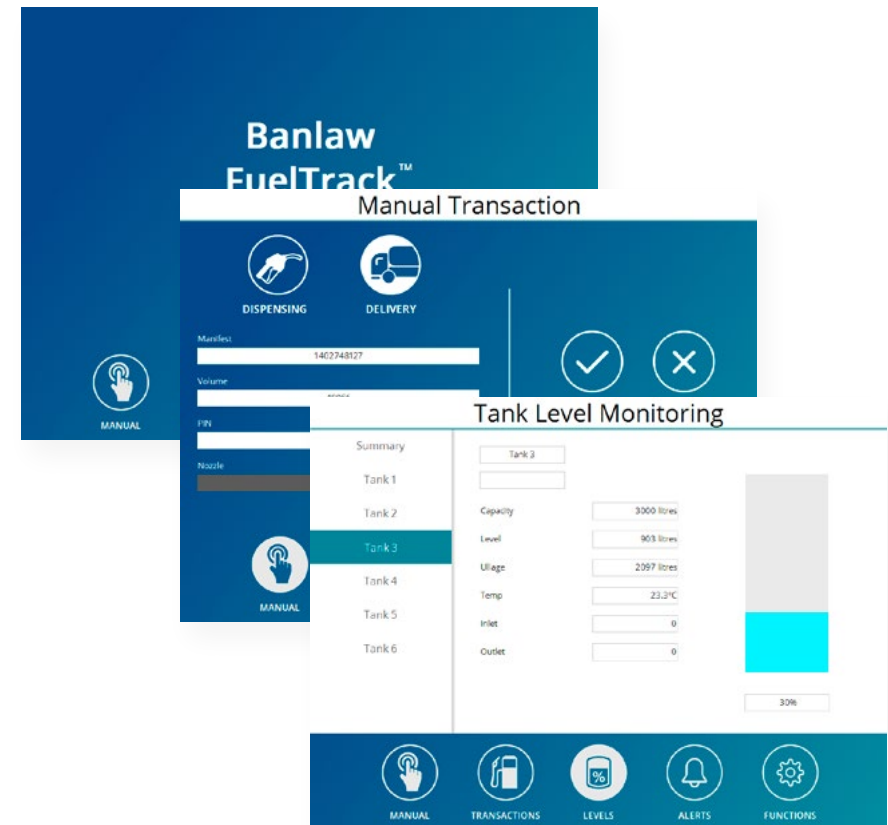 Banlaw
FuelTrack™
MANUAL
Manual Transaction
DISPENSING
DELIVERY
Manifest
1402748127
Volume
PIN
Nozzle
MANUAL
Tank Level Monitoring
Summary
Tank 1
Tank 2
Tank 3
Tank 4
Tank 5
Tank 6
Tank 3
Capacity 3000 litres
Level 903 litres
Ullage 2097 litres
Temp 23.3°C
Inlet 0
Outlet 0
30%
%
MANUAL
TRANSACTIONS
LEVELS
ALERTS
FUNCTIONS